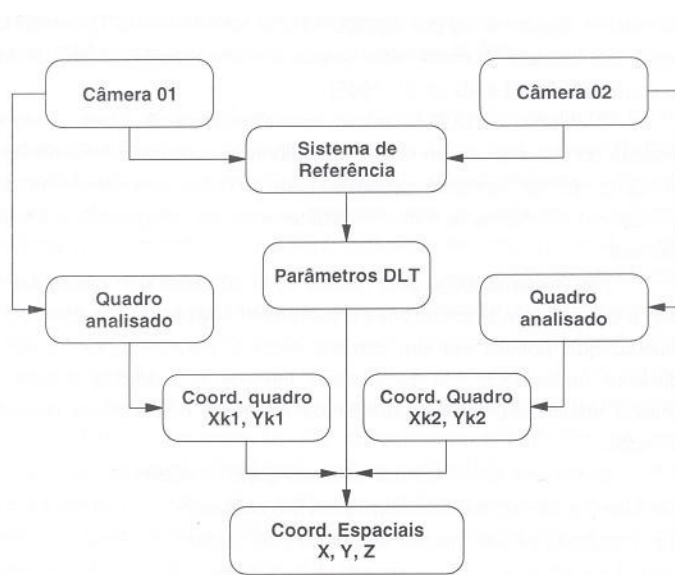 Câmera 01
Câmera 02
Sistema de
Referência
Parâmetros DLT
Quadro
analisado
Quadro
analisado
Coord. quadro
Xk1, Yk1
Coord. Quadro
Xk2, Yk2
Coord. Espaciais
X, Y, Z